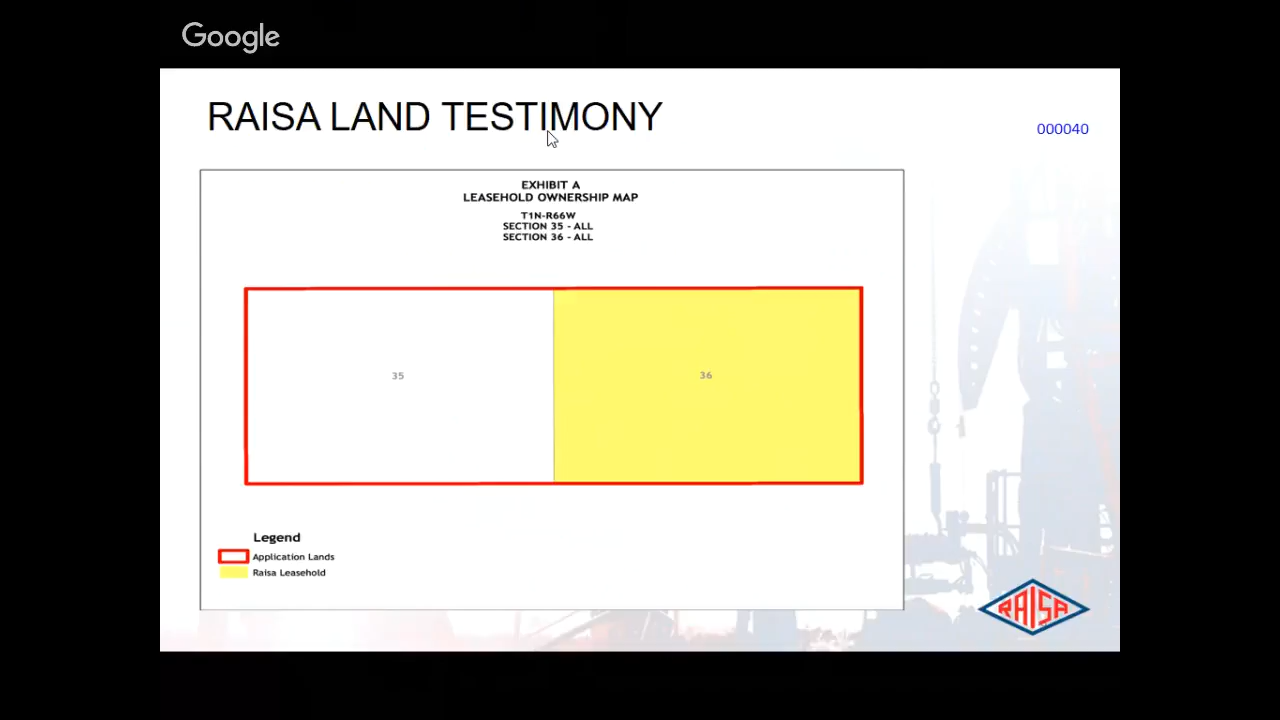 Google
RAISA LAND TESTIMONY
000040
EXHIBIT A
LEASEHOLD OWNERSHIP MAP
T1N-R66W
SECTION 35 - ALL
SECTION 36 - ALL
35
36
Legend
Application Lands
Raisa Leasehold
RAISA